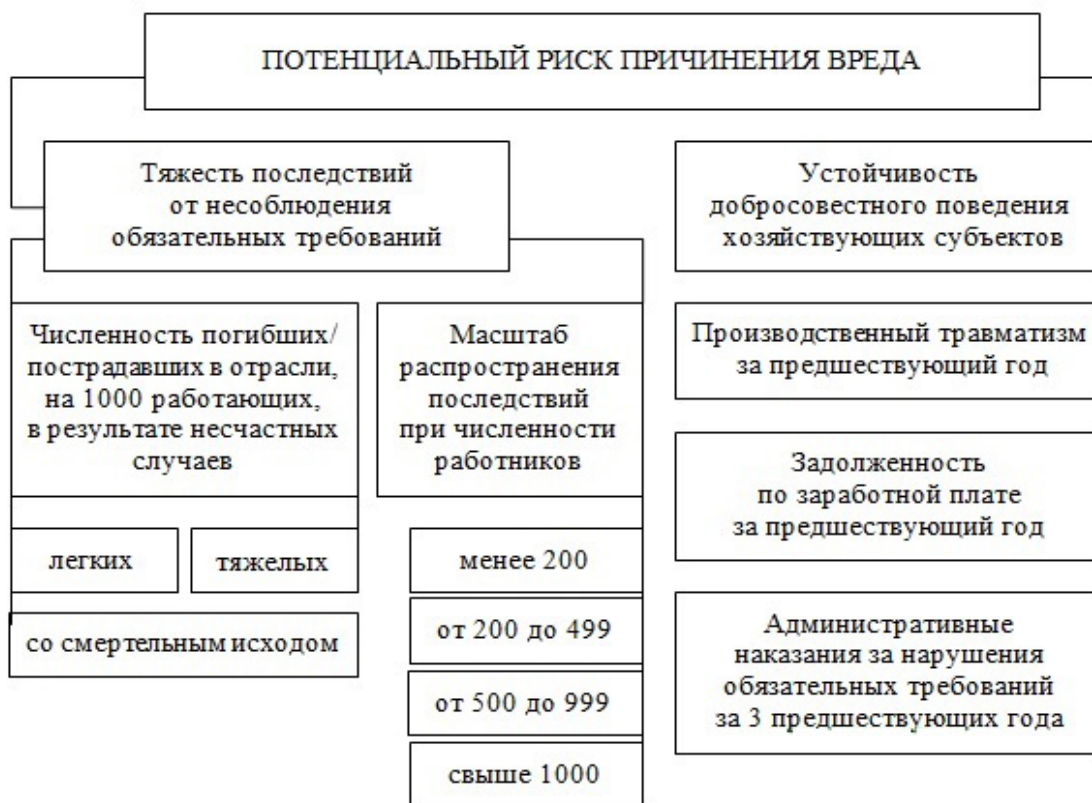 ПОТЕНЦИАЛЬНЫЙ РИСК ПРИЧИНЕНИЯ ВРЕДА
Тяжесть последствий
от несоблюдения
обязательных требований
Численность погибших/
пострадавших в отрасли,
на 1000 работающих,
в результате несчастных
случаев
легких
тяжелых
со смертельным исходом
Масштаб
распространения
последствий
при численности
работников
менее 200
от 200 до 499
от 500 до 999
свыше 1000
Устойчивость
добросовестного поведения
хозяйствующих субъектов
Производственный травматизм
за предшествующий год
Задолженность
по заработной плате
за предшествующий год
Административные
наказания за нарушения
обязательных требований
за 3 предшествующих года